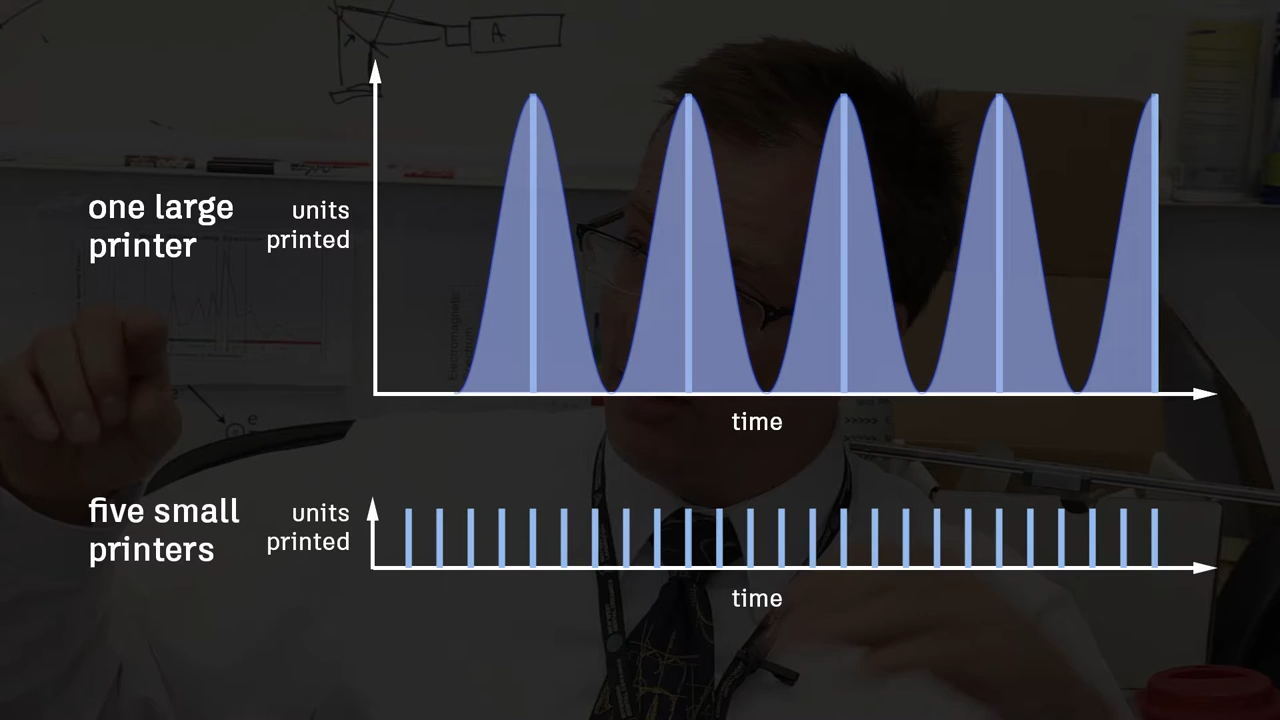 A
one large
printer
units
printed
time
e
five small
printers
units
printed
time